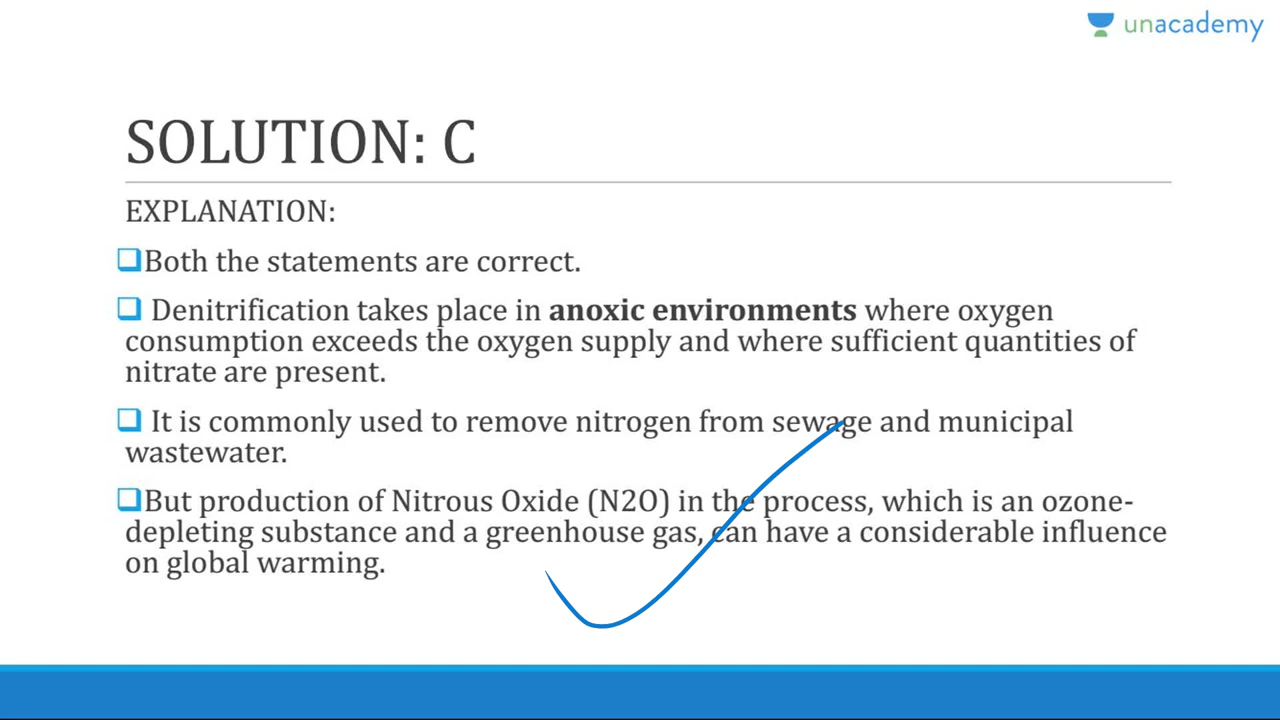 unacademy
SOLUTION: C
EXPLANATION:
Both the statements are correct.
Denitrification takes place in anoxic environments where oxygen
consumption exceeds the oxygen supply and where sufficient quantities of
nitrate are present.
It is commonly used to remove nitrogen from sewage and municipal
wastewater.
But production of Nitrous Oxide (N2O) in the process, which is an ozone-
depleting substance and a greenhouse gas, can have a considerable influence
on global warming.